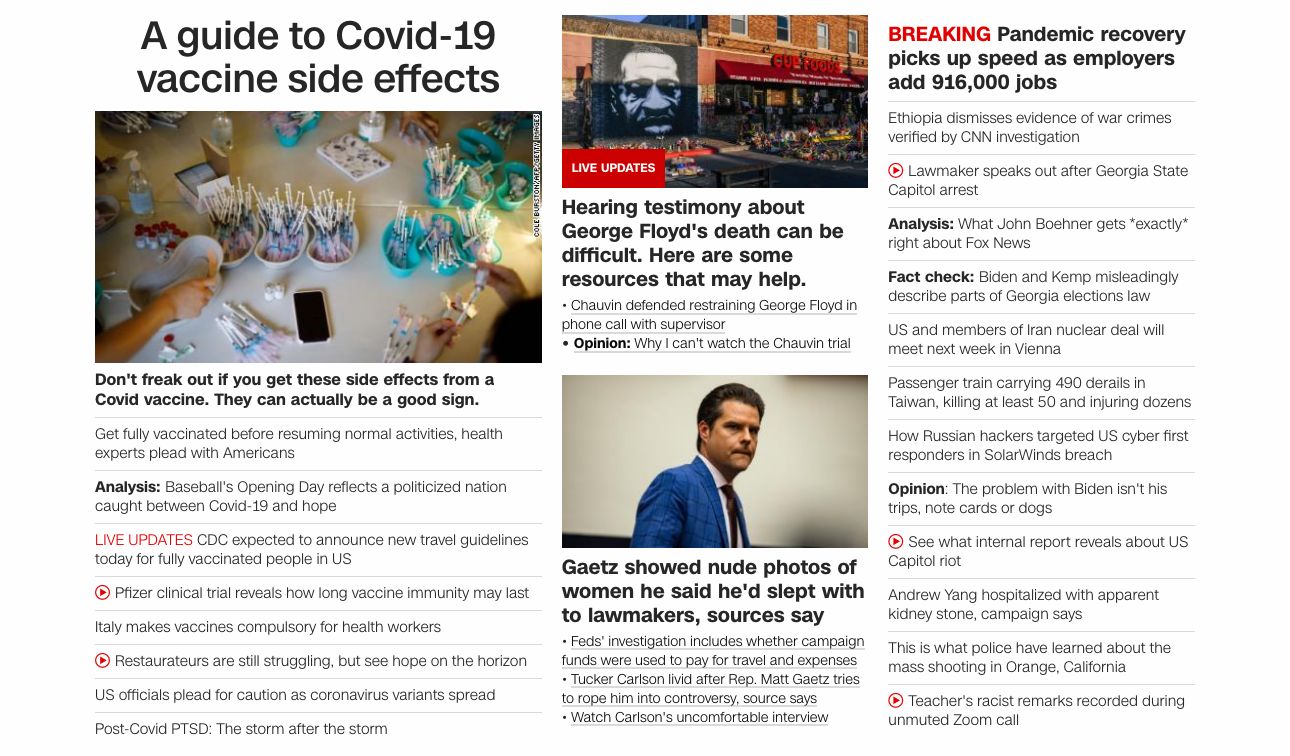 A guide to Covid-19
vaccine side effects
COLE BURSTON/AFP/GETTY IMAGES
Don't freak out if you get these side effects from a
Covid vaccine. They can actually be a good sign.
Get fully vaccinated before resuming normal activities, health
experts plead with Americans
Analysis: Baseball's Opening Day reflects a politicized nation
caught between Covid-19 and hope
LIVE UPDATES CDC expected to announce new travel guidelines
today for fully vaccinated people in US
Pfizer clinical trial reveals how long vaccine immunity may last
Italy makes vaccines compulsory for health workers
Restaurateurs are still struggling, but see hope on the horizon
US officials plead for caution as coronavirus variants spread
Post-Covid PTSD: The storm after the storm
CUP FOODS
LIVE UPDATES
Hearing testimony about
George Floyd's death can be
difficult. Here are some
resources that may help.
• Chauvin defended restraining George Floyd in
phone call with supervisor
• Opinion: Why I can't watch the Chauvin trial
Gaetz showed nude photos of
women he said he'd slept with
to lawmakers, sources say
• Feds' investigation includes whether campaign
funds were used to pay for travel and expenses
• Tucker Carlson livid after Rep. Matt Gaetz tries
to rope him into controversy, source says
• Watch Carlson's uncomfortable interview
BREAKING Pandemic recovery
picks up speed as employers
add 916,000 jobs
Ethiopia dismisses evidence of war crimes
verified by CNN investigation
Lawmaker speaks out after Georgia State
Capitol arrest
Analysis: What John Boehner gets *exactly*
right about Fox News
Fact check: Biden and Kemp misleadingly
describe parts of Georgia elections law
US and members of Iran nuclear deal will
meet next week in Vienna
Passenger train carrying 490 derails in
Taiwan, killing at least 50 and injuring dozens
How Russian hackers targeted US cyber first
responders in SolarWinds breach
Opinion: The problem with Biden isn't his
trips, note cards or dogs
See what internal report reveals about US
Capitol riot
Andrew Yang hospitalized with apparent
kidney stone, campaign says
This is what police have learned about the
mass shooting in Orange, California
Teacher's racist remarks recorded during
unmuted Zoom call